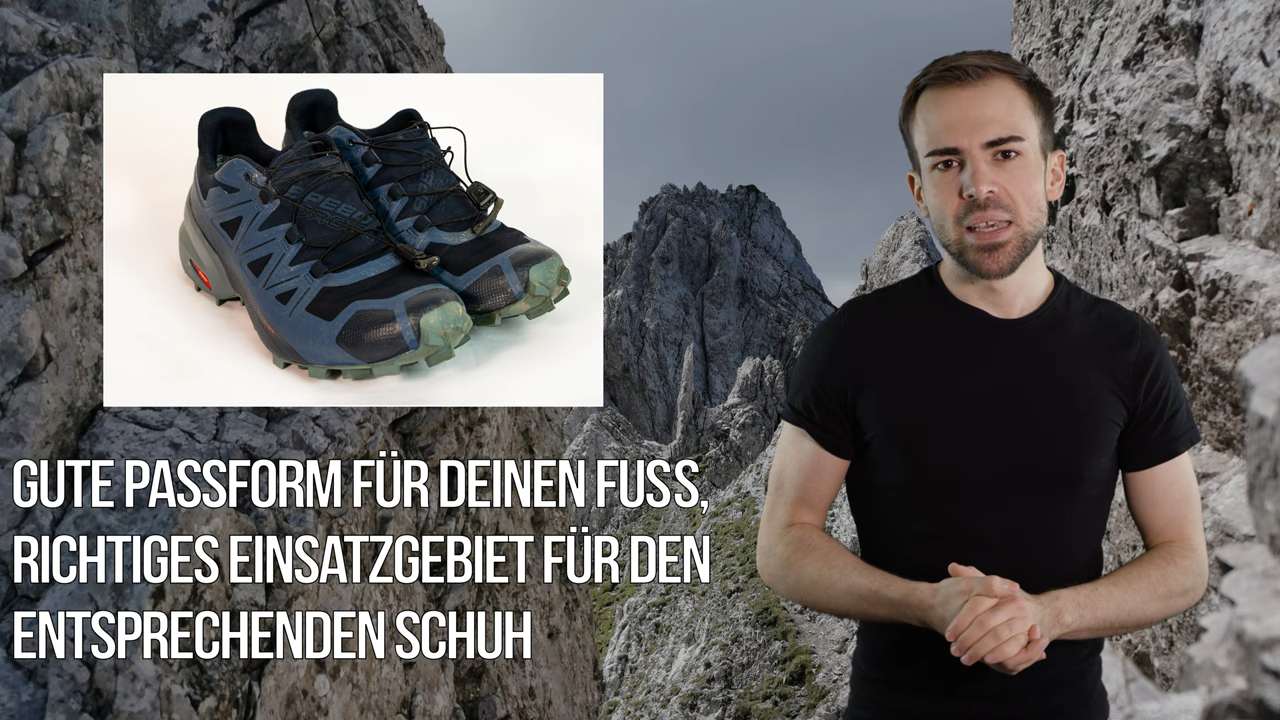 GUTE PASSFORM FÜR DEINEN FUSS,
RICHTIGES EINSATZGEBIET FÜR DEN
ENTSPRECHENDEN SCHUH